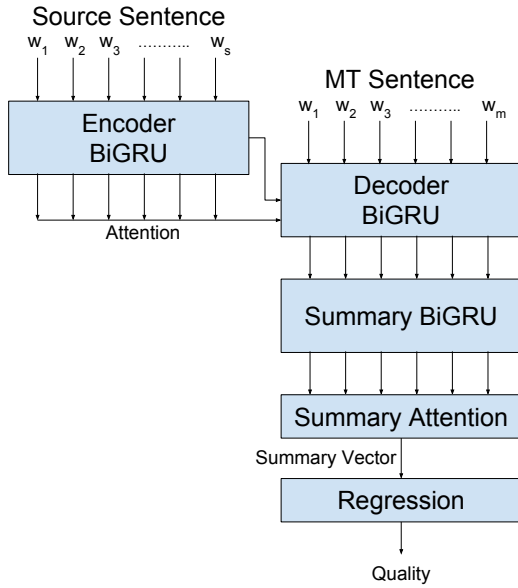 Source Sentence
w1 w2 w3 ........... ws
Encoder
BiGRU
Attention
MT Sentence
w1 w2 w3 ........... wm
Decoder
BiGRU
Summary BiGRU
Summary Attention
Summary Vector
Regression
Quality